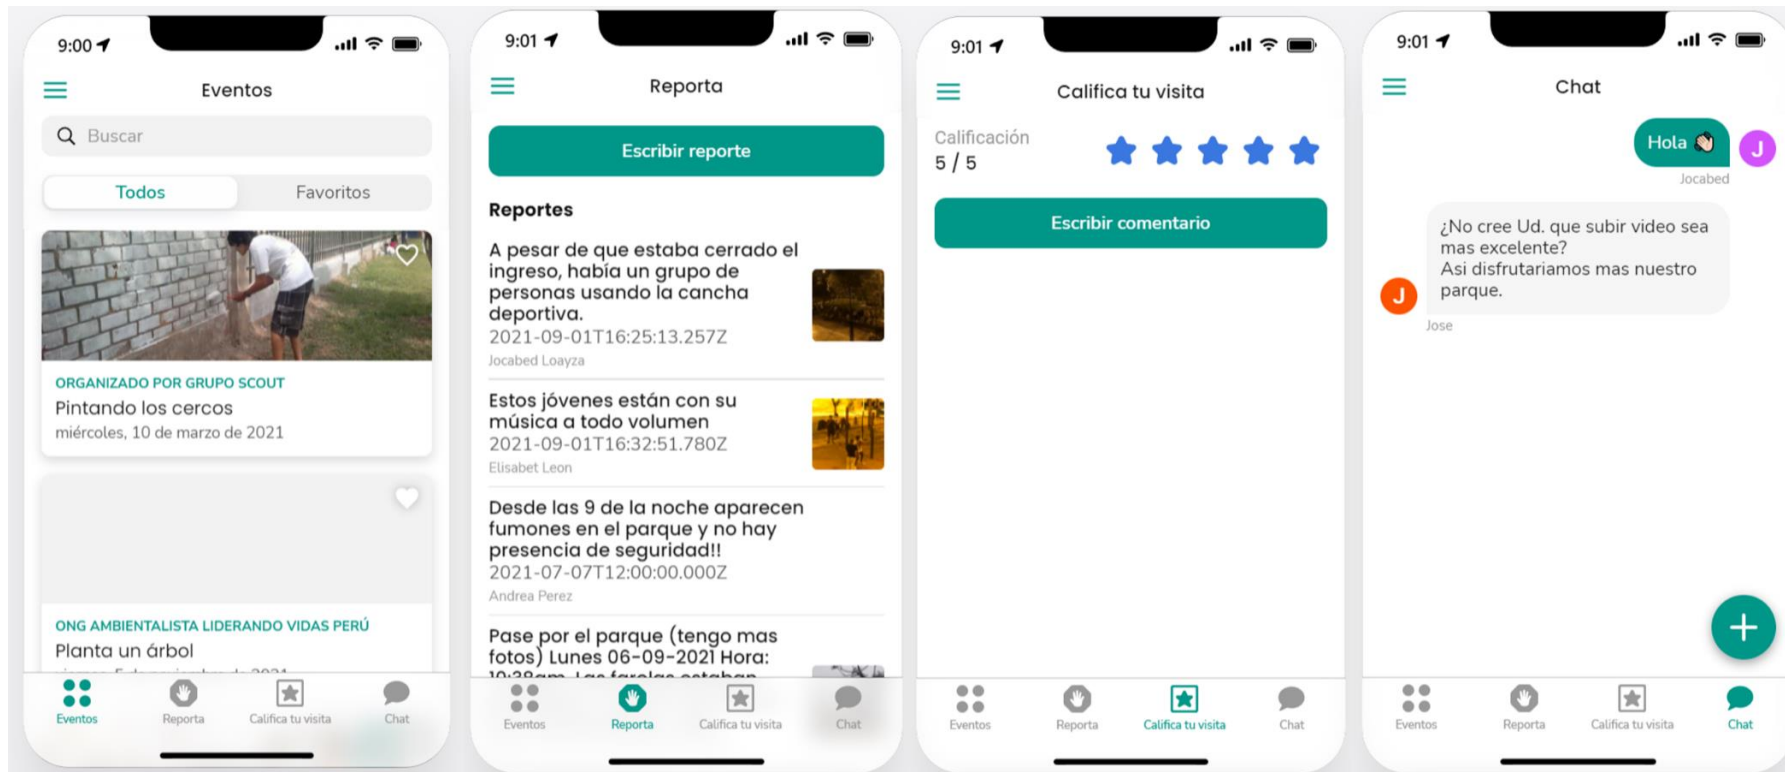 9:00
Eventos
Buscar
Todos
Favoritos
ORGANIZADO POR GRUPO SCOUT
Pintando los cercos
miércoles, 10 de marzo de 2021
ONG AMBIENTALISTA LIDERANDO VIDAS PERÚ
Planta un árbol
Eventos
Reporta
Califica tu visita
Chat
9:01
Reporta
Escribir reporte
Reportes
A pesar de que estaba cerrado el
ingreso, había un grupo de
personas usando la cancha
deportiva.
2021-09-01T16:25:13.257Z
Jocabed Loayza
Estos jóvenes están con su
música a todo volumen
2021-09-01T16:32:51.780Z
Elisabet Leon
Desde las 9 de la noche aparecen
fumones en el parque y no hay
presencia de seguridad!!
2021-07-07T12:00:00.000Z
Andrea Perez
Pase por el parque (tengo mas
fotos) Lunes 06-09-2021 Hora:
10:38am. Las farolas estaban
Eventos
Reporta
Califica tu visita
Chat
9:01
Califica tu visita
Calificación
5 / 5
Escribir comentario
Eventos
Reporta
Califica tu visita
Chat
9:01
Chat
Hola 👋🏻
J
Jocabed
¿No cree Ud. que subir video sea
mas excelente?
Asi disfrutariamos mas nuestro
parque.
J
Jose
Eventos
Reporta
Califica tu visita
Chat